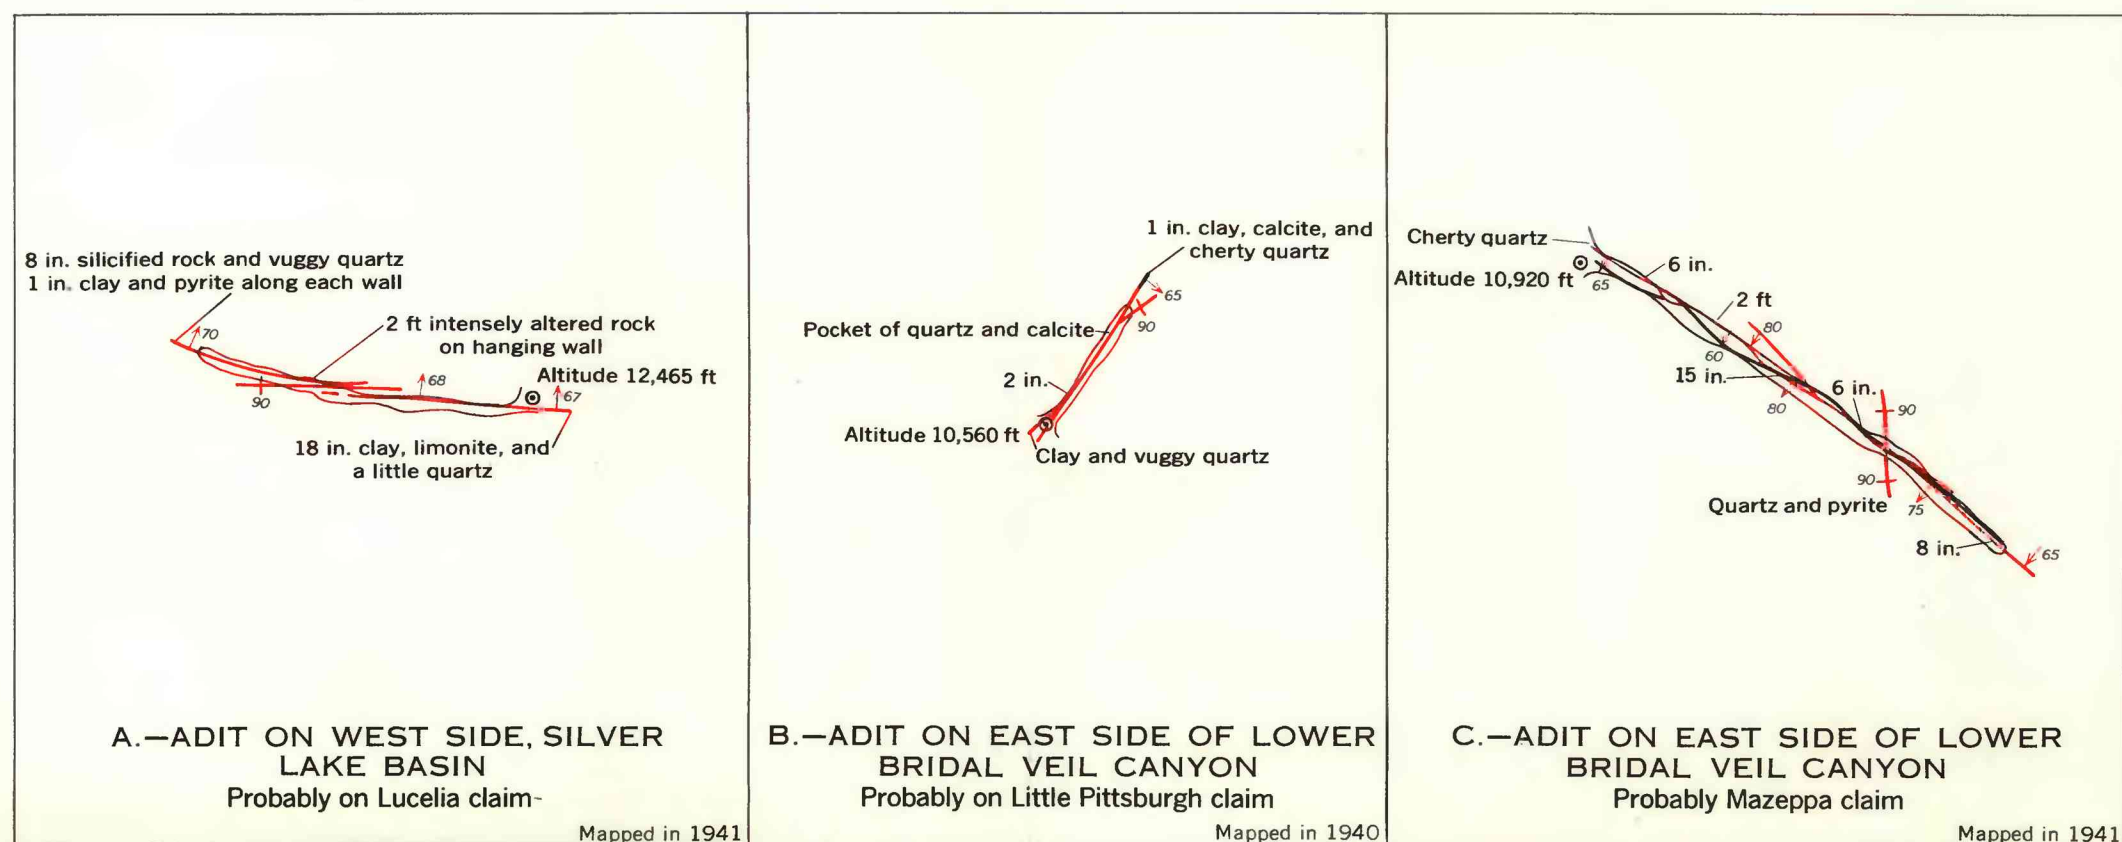 8 in. silicified rock and vuggy quartz
1 in. clay and pyrite along each wall
70
2 ft intensely altered rock
on hanging wall
Altitude 12,465 ft
68
67
90
18 in. clay, limonite, and
a little quartz
A.—ADIT ON WEST SIDE, SILVER
LAKE BASIN
Probably on Lucelia claim
Mapped in 1941
1 in. clay, calcite, and
cherty quartz
65
90
Pocket of quartz and calcite
2 in.
Altitude 10,560 ft
Clay and vuggy quartz
B.—ADIT ON EAST SIDE OF LOWER
BRIDAL VEIL CANYON
Probably on Little Pittsburgh claim
Mapped in 1940
Cherty quartz
6 in.
Altitude 10,920 ft
65
2 ft
80
60
15 in.
6 in.
80
90
90
Quartz and pyrite
75
8 in.
65
C.—ADIT ON EAST SIDE OF LOWER
BRIDAL VEIL CANYON
Probably Mazeppa claim
Mapped in 1941